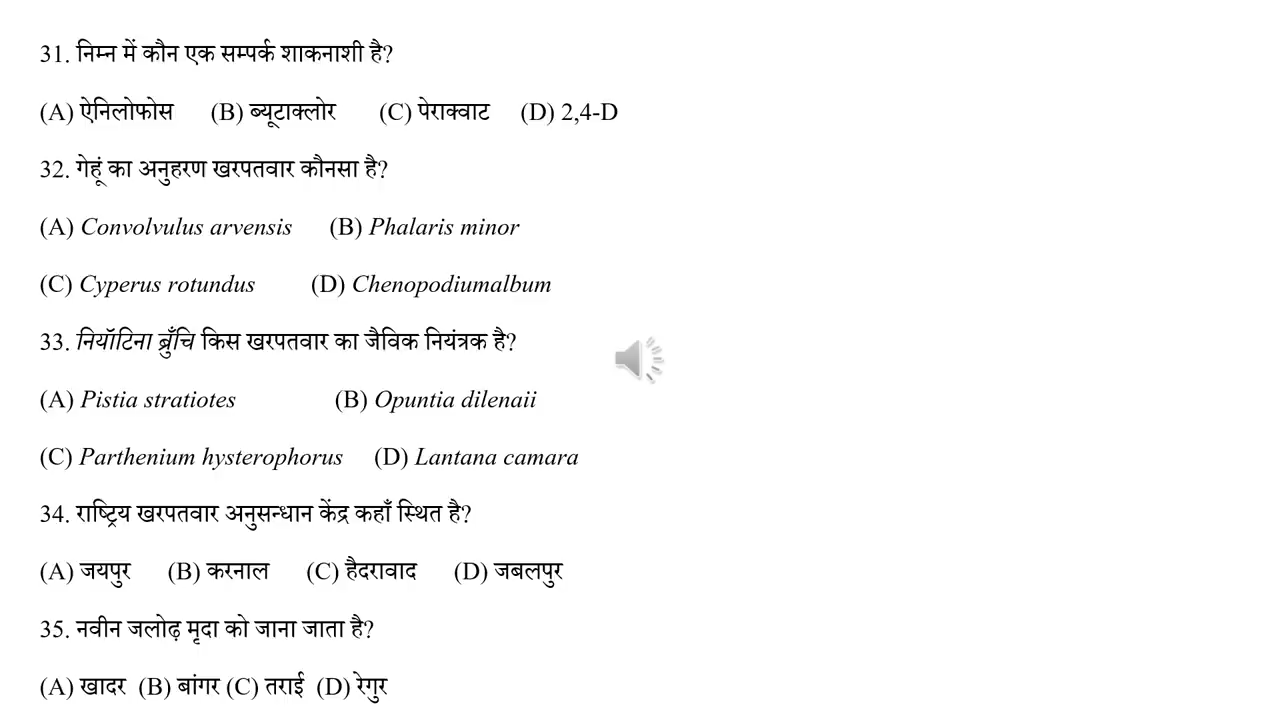 31. निम्न में कौन एक सम्पर्क शाकनाशी है?
(A) ऐनिलोफोस (B) ब्यूटाक्लोर (C) पेराक्वाट (D) 2,4-D
32. गेहूं का अनुहरण खरपतवार कौनसा है?
(A) Convolvulus arvensis (B) Phalaris minor
(C) Cyperus rotundus (D) Chenopodiumalbum
33. नियॉटिना ब्रुँचि किस खरपतवार का जैविक नियंत्रक है?
(A) Pistia stratiotes (B) Opuntia dilenaii
(C) Parthenium hysterophorus (D) Lantana camara
34. राष्ट्रिय खरपतवार अनुसन्धान केंद्र कहाँ स्थित है?
(A) जयपुर (B) करनाल (C) हैदरावाद (D) जबलपुर
35. नवीन जलोढ़ मृदा को जाना जाता है?
(A) खादर (B) बांगर (C) तराई (D) रेगुर